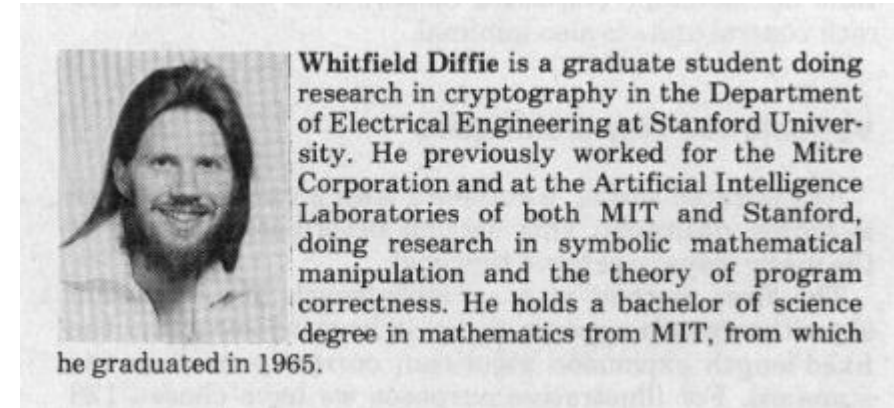 Whitfield Diffie is a graduate student doing
research in cryptography in the Department
of Electrical Engineering at Stanford Univer-
sity. He previously worked for the Mitre
Corporation and at the Artificial Intelligence
Laboratories of both MIT and Stanford,
doing research in symbolic mathematical
manipulation and the theory of program
correctness. He holds a bachelor of science
degree in mathematics from MIT, from which
he graduated in 1965.